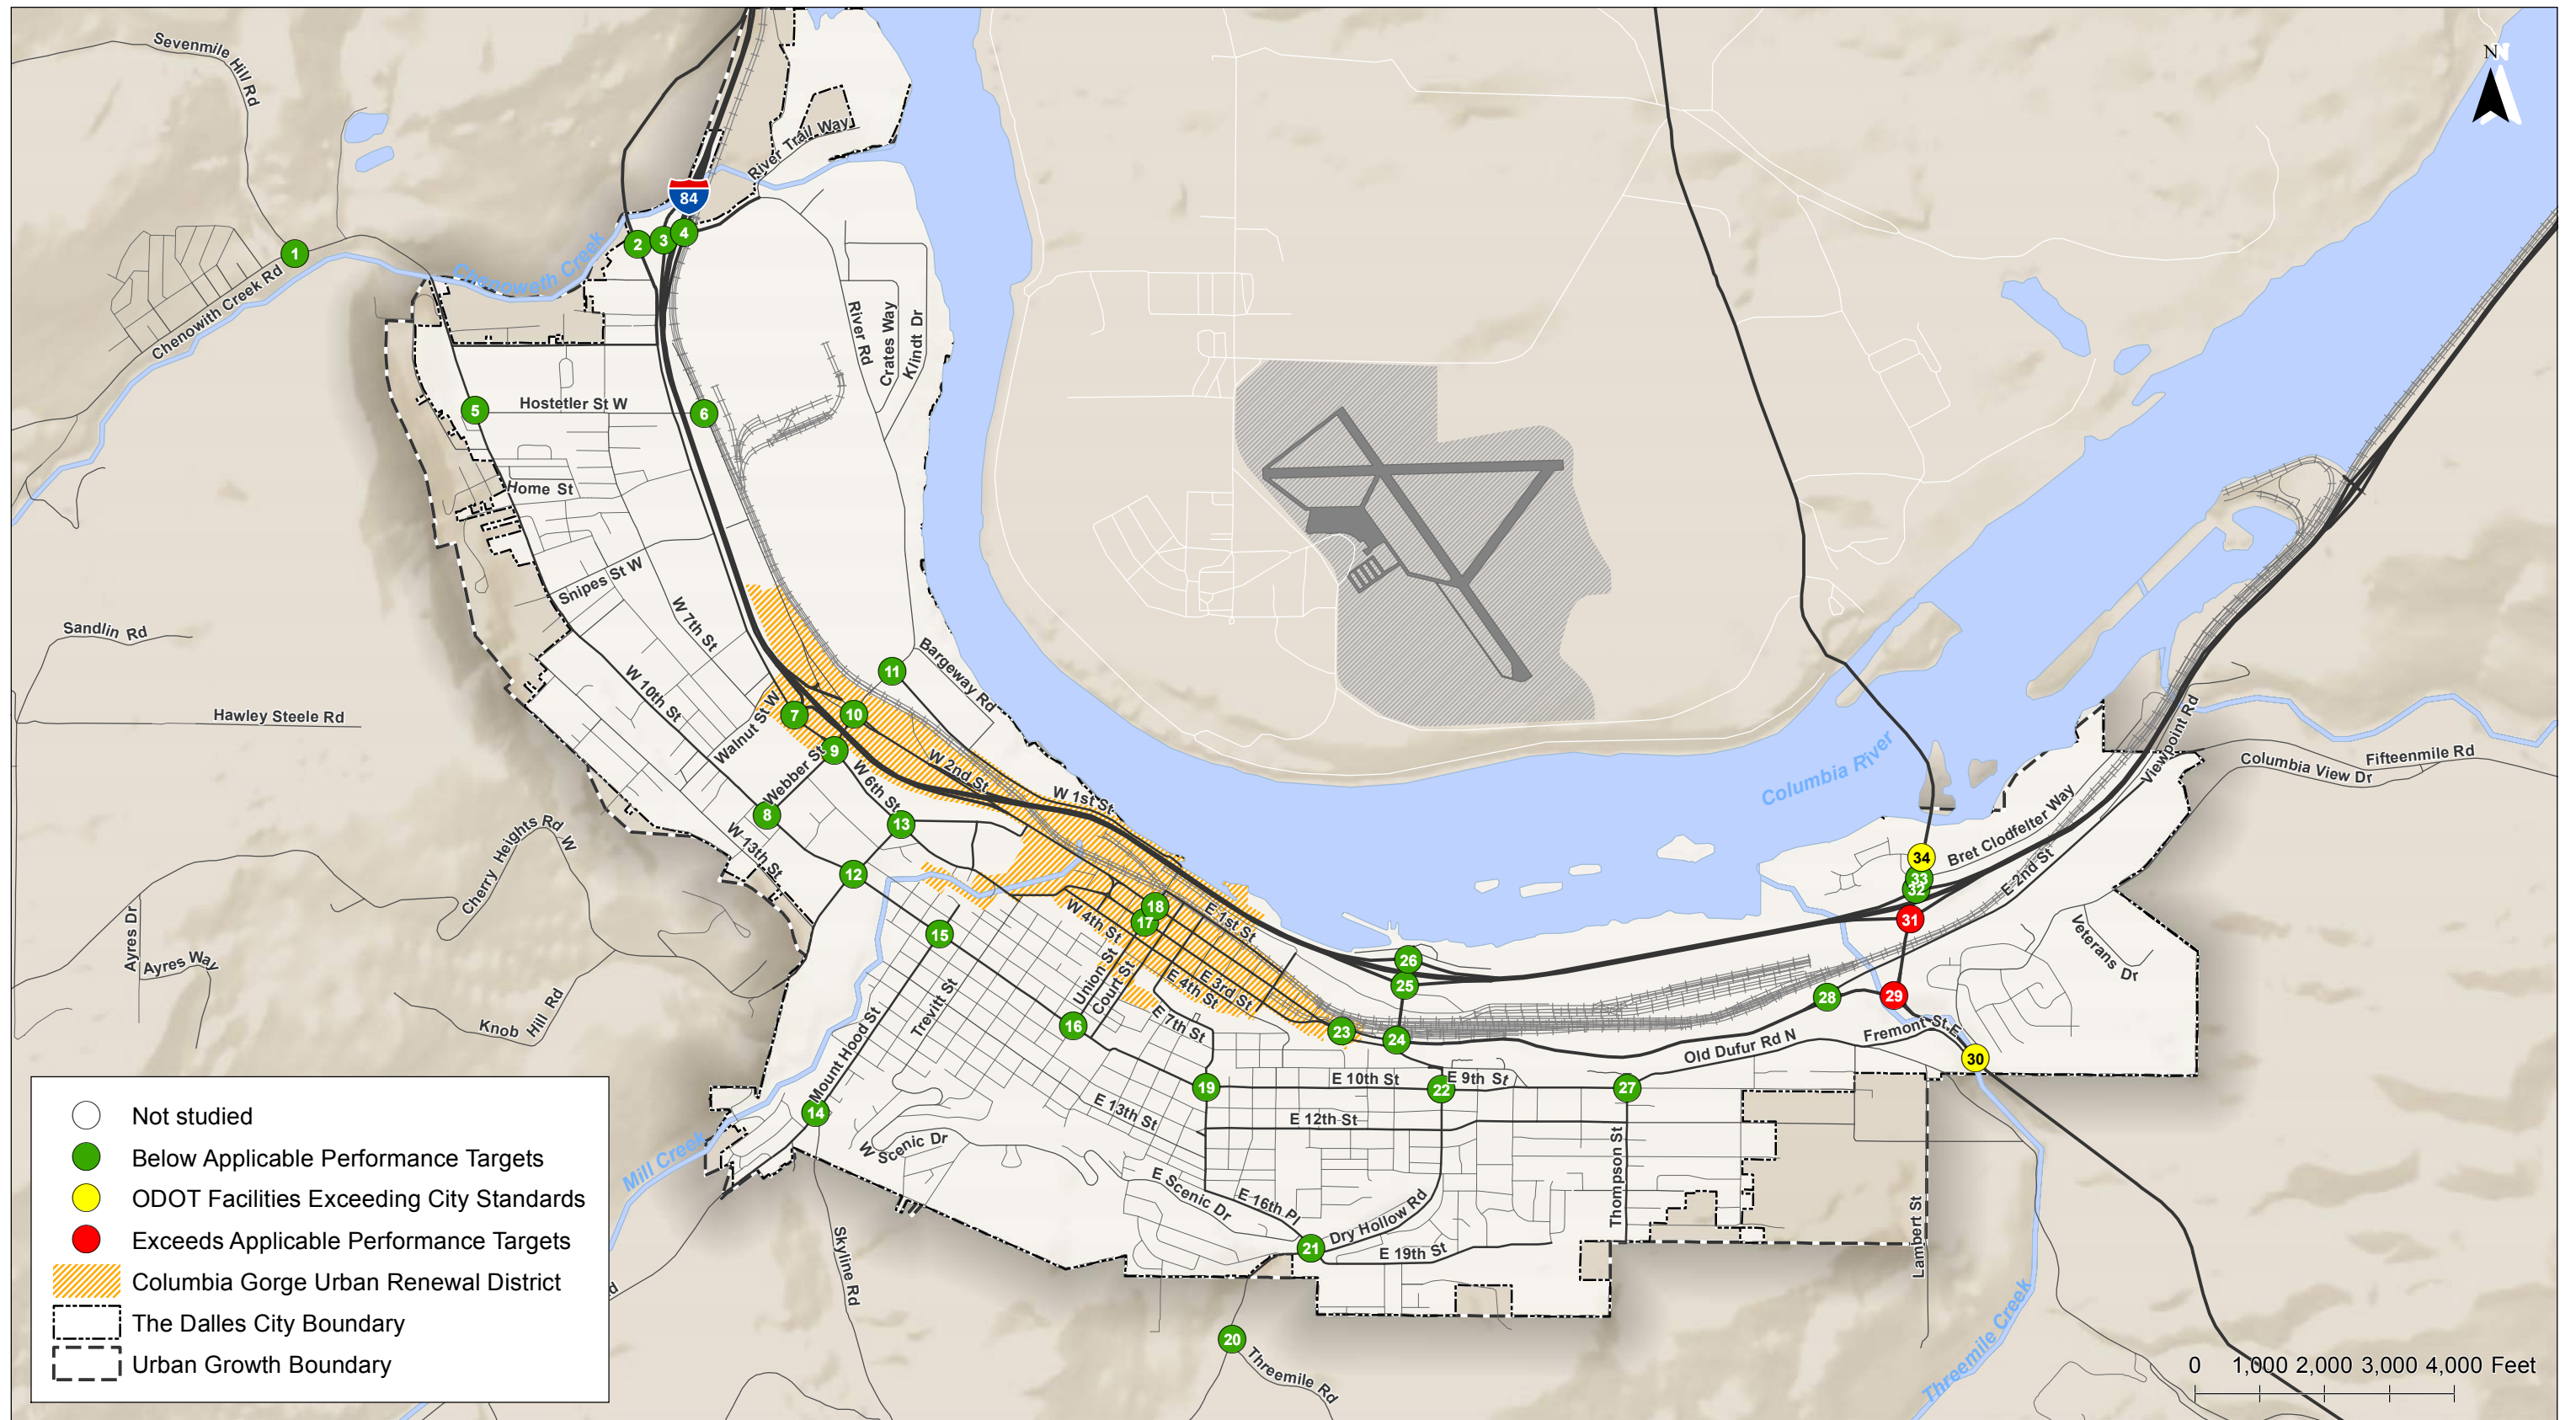 Sevenmile Hill Rd
N
River Trail Way
84
1
2
3
4
Chenoweth Creek
Chenowith Creek Rd
River Rd
Crates Way
Klindt Dr
5
Hostetler St W
6
Home St
Snipes St W
W 7th St
Sandlin Rd
Bargeway Rd
11
W 10th St
Hawley Steele Rd
Walnut St W
7
10
9
Webber St
W 2nd St
W 6th St
W 1st St
8
13
Columbia River
Viewpoint Rd
Fifteenmile Rd
Columbia View Dr
Bret Clodfelter Way
E 2nd St
34
33
32
31
Cherry Heights Rd W
W 13th St
12
Ayres Dr
Ayres Way
Knob Hill Rd
15
W 4th St
18
17
E 1st St
Union St
Court St
E 3rd St
E 4th St
E 7th St
Trevitt St
Mount Hood St
16
26
25
23
24
28
29
Veterans Dr
Fremont St E
Old Dufur Rd N
30
19
E 10th St
22
E 9th St
27
E 13th St
E 12th St
14
W Scenic Dr
Mill Creek
E Scenic Dr
E 16th Pl
Dry Hollow Rd
Thompson St
21
E 19th St
Lambert St
Skyline Rd
20
Threemile Rd
Threemile Creek
d
Not studied
Below Applicable Performance Targets
ODOT Facilities Exceeding City Standards
Exceeds Applicable Performance Targets
Columbia Gorge Urban Renewal District
The Dalles City Boundary
Urban Growth Boundary
0 1,000 2,000 3,000 4,000 Feet